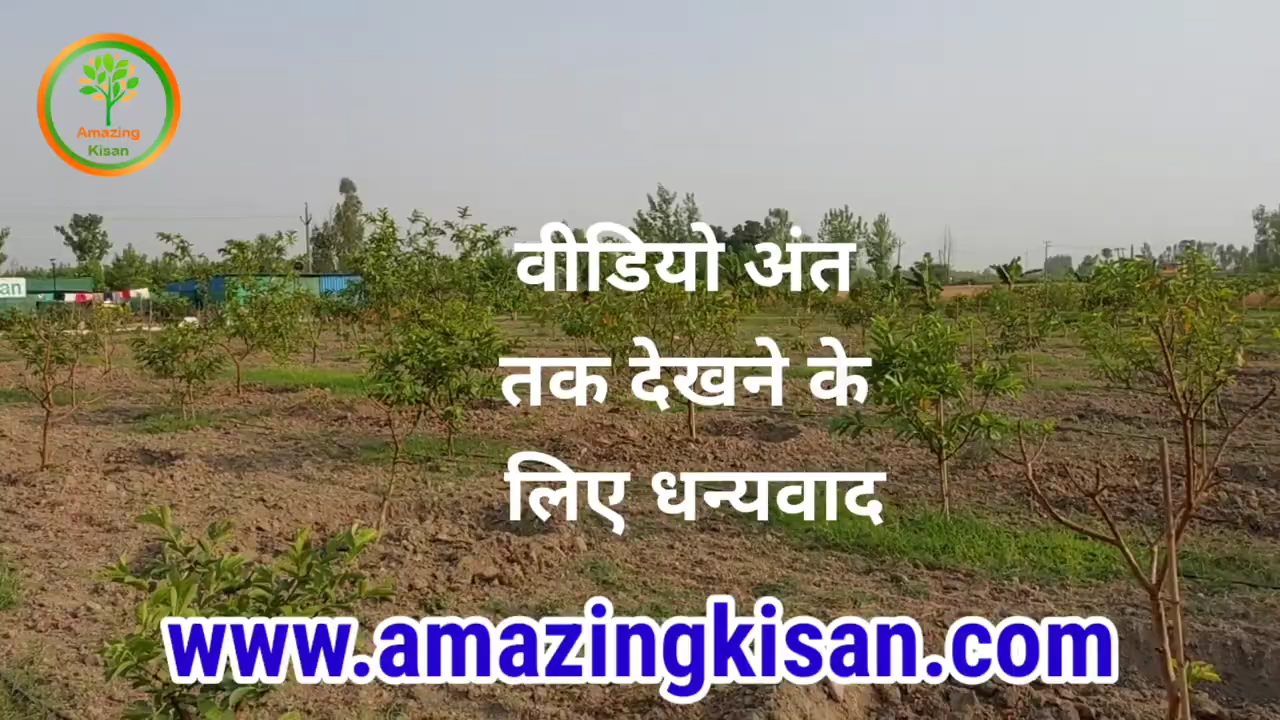 Amazing
Kisan
वीडियो अंत
तक देखने के
लिए धन्यवाद
www.amazingkisan.com